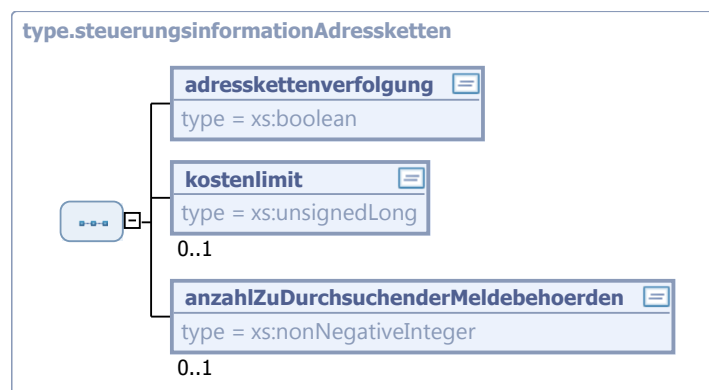 type.steuerungsinformationAdressketten
adresskettenverfolgung
type = xs:boolean
kostenlimit
type = xs:unsignedLong
0..1
anzahlZuDurchsuchenderMeldebehoerden
type = xs:nonNegativeInteger
0..1